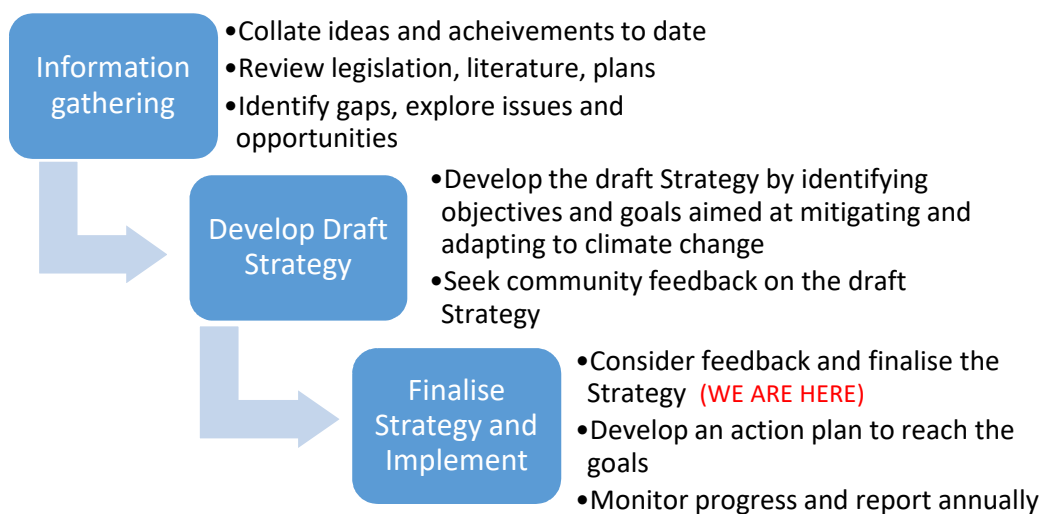 Information
gathering
•Collate ideas and acheivements to date
•Review legislation, literature, plans
•Identify gaps, explore issues and
opportunities
Develop Draft
Strategy
•Develop the draft Strategy by identifying
objectives and goals aimed at mitigating and
adapting to climate change
•Seek community feedback on the draft
Strategy
Finalise
Strategy and
Implement
•Consider feedback and finalise the
Strategy (WE ARE HERE)
•Develop an action plan to reach the
goals
•Monitor progress and report annually